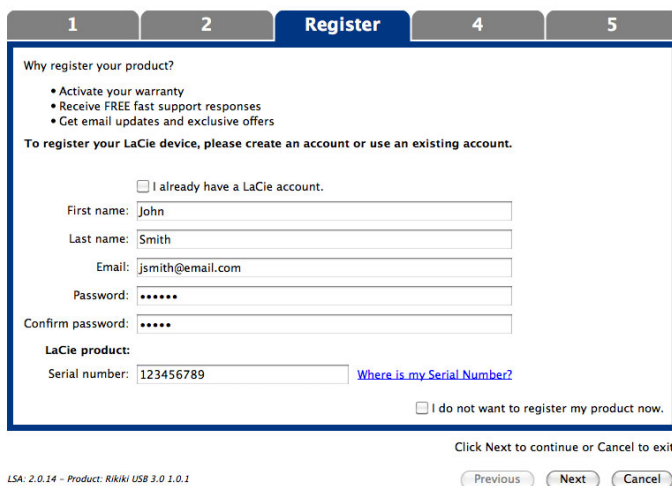 1 2 Register 4 5
Why register your product?
• Activate your warranty
• Receive FREE fast support responses
• Get email updates and exclusive offers
To register your LaCie device, please create an account or use an existing account.
I already have a LaCie account.
First name: John
Last name: Smith
Email: jsmith@email.com
Password: ••••••
Confirm password: •••••
LaCie product:
Serial number: 123456789 Where is my Serial Number?
I do not want to register my product now.
Click Next to continue or Cancel to exit
LSA: 2.0.14 – Product: Rikiki USB 3.0 1.0.1 Previous Next Cancel